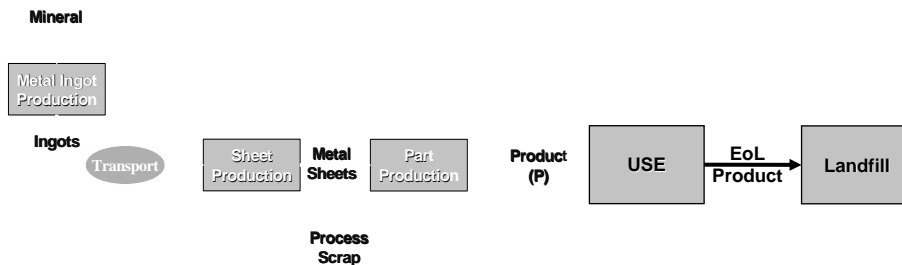 Mineral
Metal Ingot
Production
Ingots
Transport
Sheet
Production
Metal
Sheets
Part
Production
Product
(P)
USE
EoL
Product
Landfill
Process
Scrap